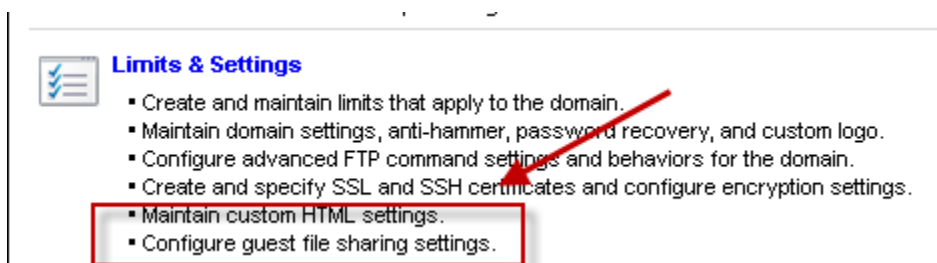 Limits & Settings
▪ Create and maintain limits that apply to the domain.
▪ Maintain domain settings, anti-hammer, password recovery, and custom logo.
▪ Configure advanced FTP command settings and behaviors for the domain.
▪ Create and specify SSL and SSH certificates and configure encryption settings.
▪ Maintain custom HTML settings.
▪ Configure guest file sharing settings.